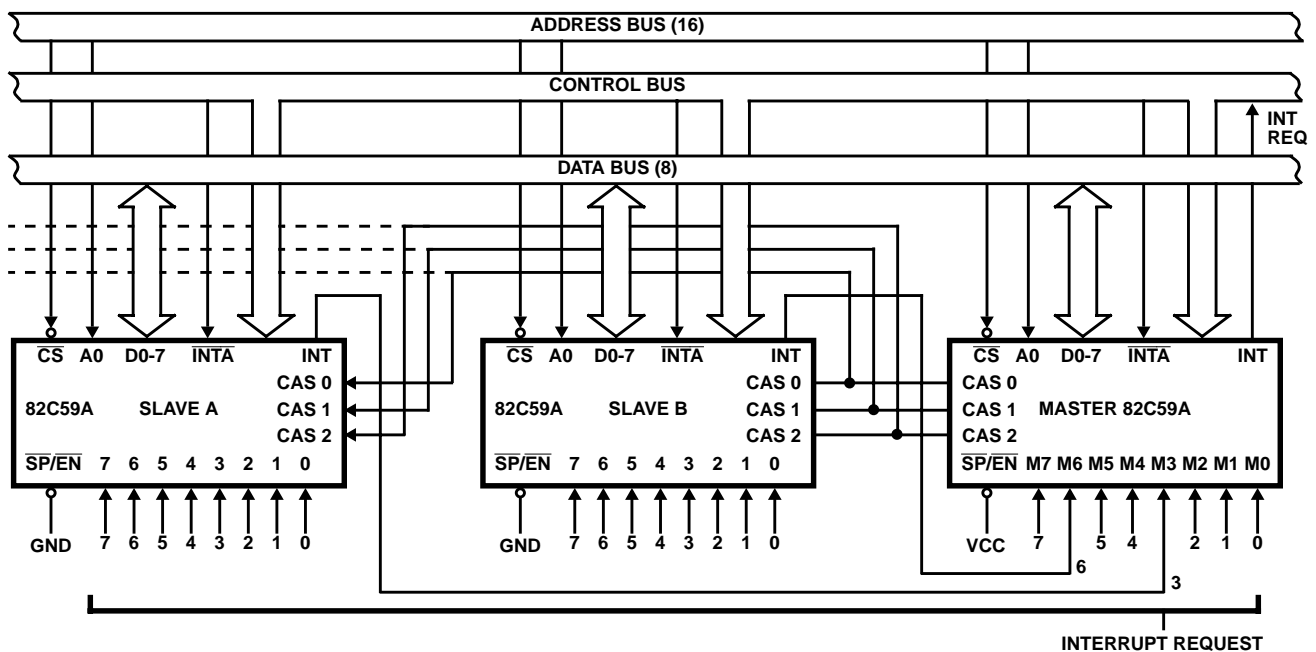 ADDRESS BUS (16)
CONTROL BUS
INT
REQ
DATA BUS (8)
CS A0 D0-7 INTA INT
CAS 0
82C59A SLAVE A CAS 1
CAS 2
SP/EN 7 6 5 4 3 2 1 0
GND 7 6 5 4 3 2 1 0
CS A0 D0-7 INTA INT
CAS 0
82C59A SLAVE B CAS 1
CAS 2
SP/EN 7 6 5 4 3 2 1 0
GND 7 6 5 4 3 2 1 0
CS A0 D0-7 INTA INT
CAS 0
CAS 1 MASTER 82C59A
CAS 2
SP/EN M7 M6 M5 M4 M3 M2 M1 M0
VCC 7 5 4 2 1 0
6
3
INTERRUPT REQUEST